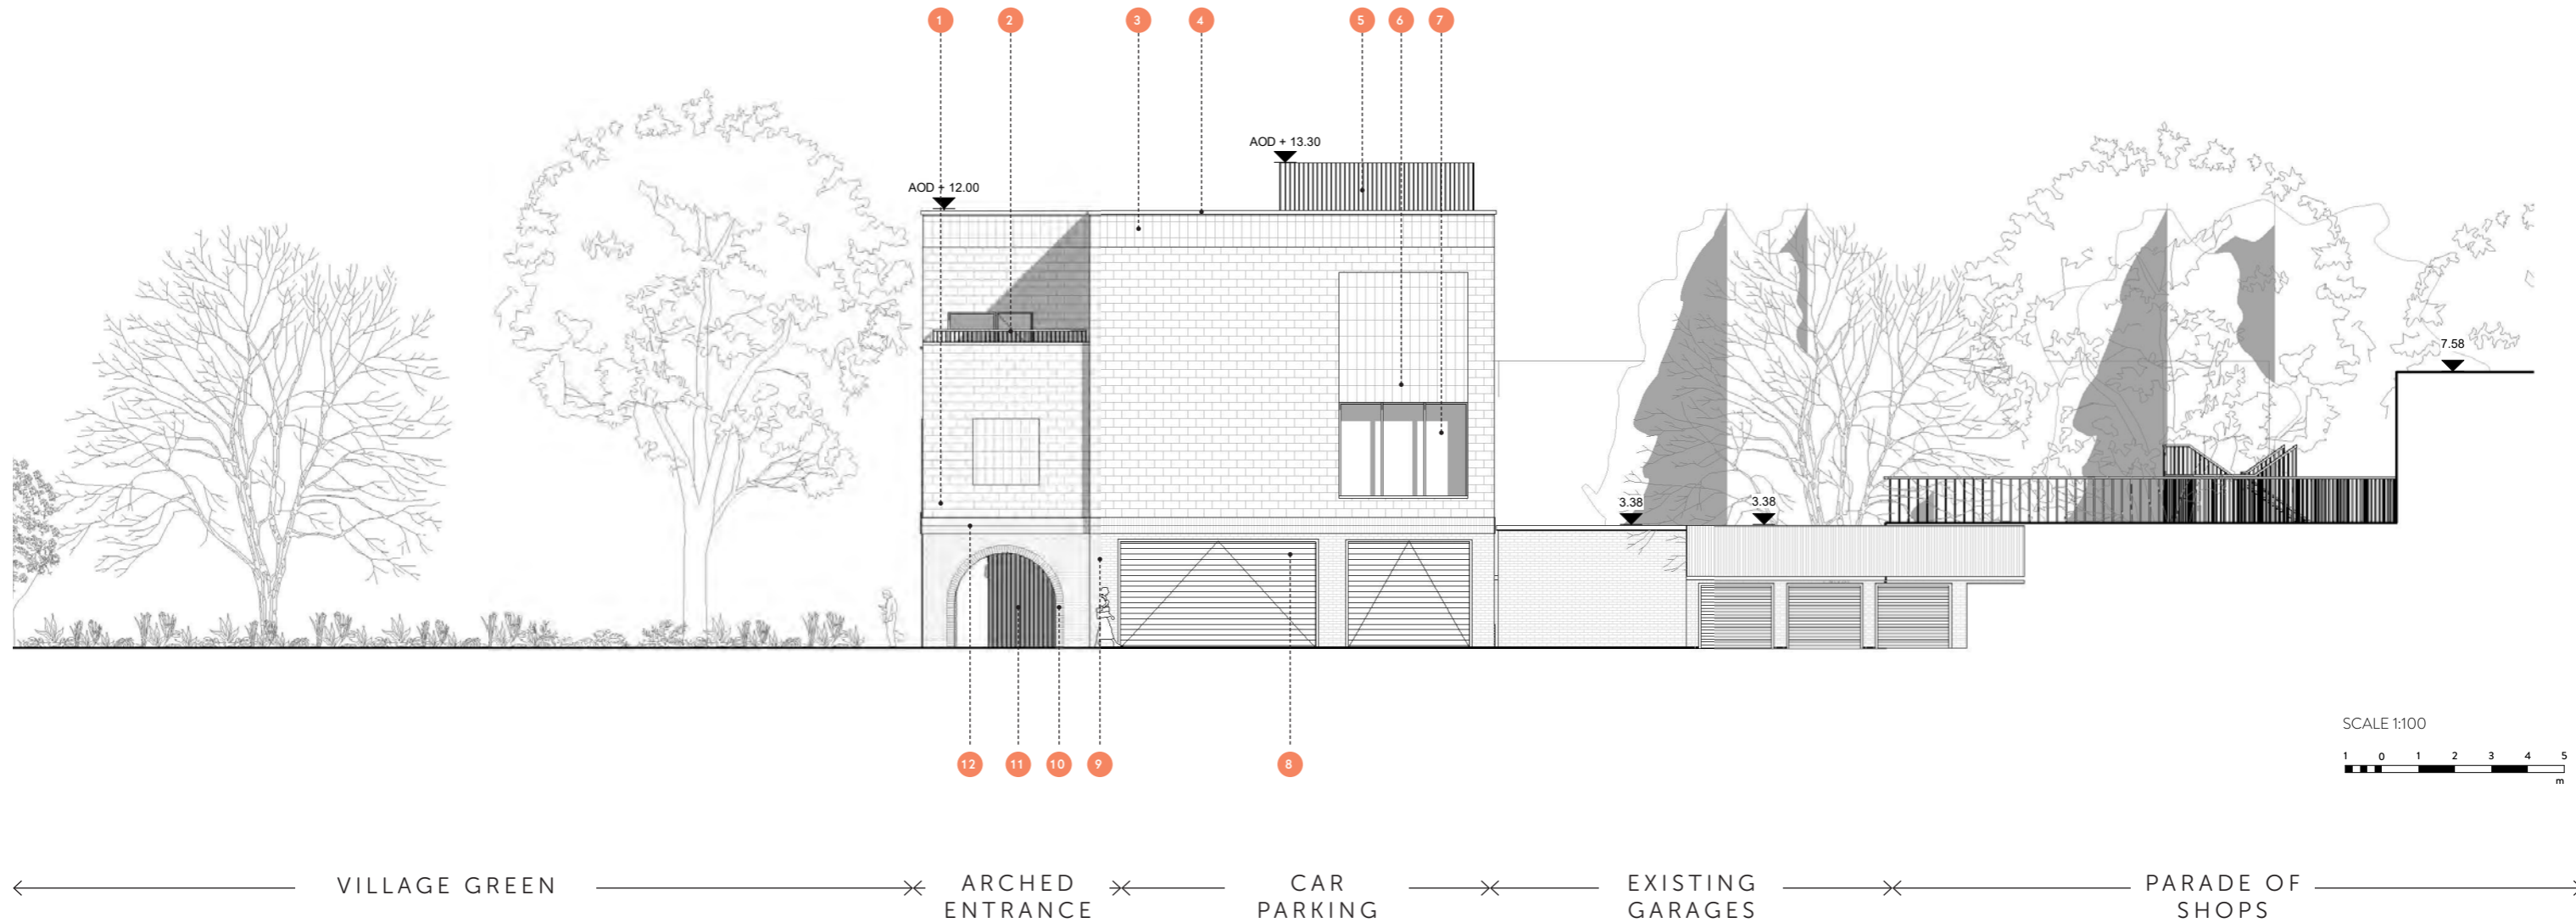 1 2 3 4 5 6 7
AOD + 13.30
AOD + 12.00
7.58
3.38 3.38
SCALE 1:100
1 0 1 2 3 4 5
m
12 11 10 9 8
VILLAGE GREEN
ARCHED
ENTRANCE
CAR
PARKING
EXISTING
GARAGES
PARADE OF
SHOPS